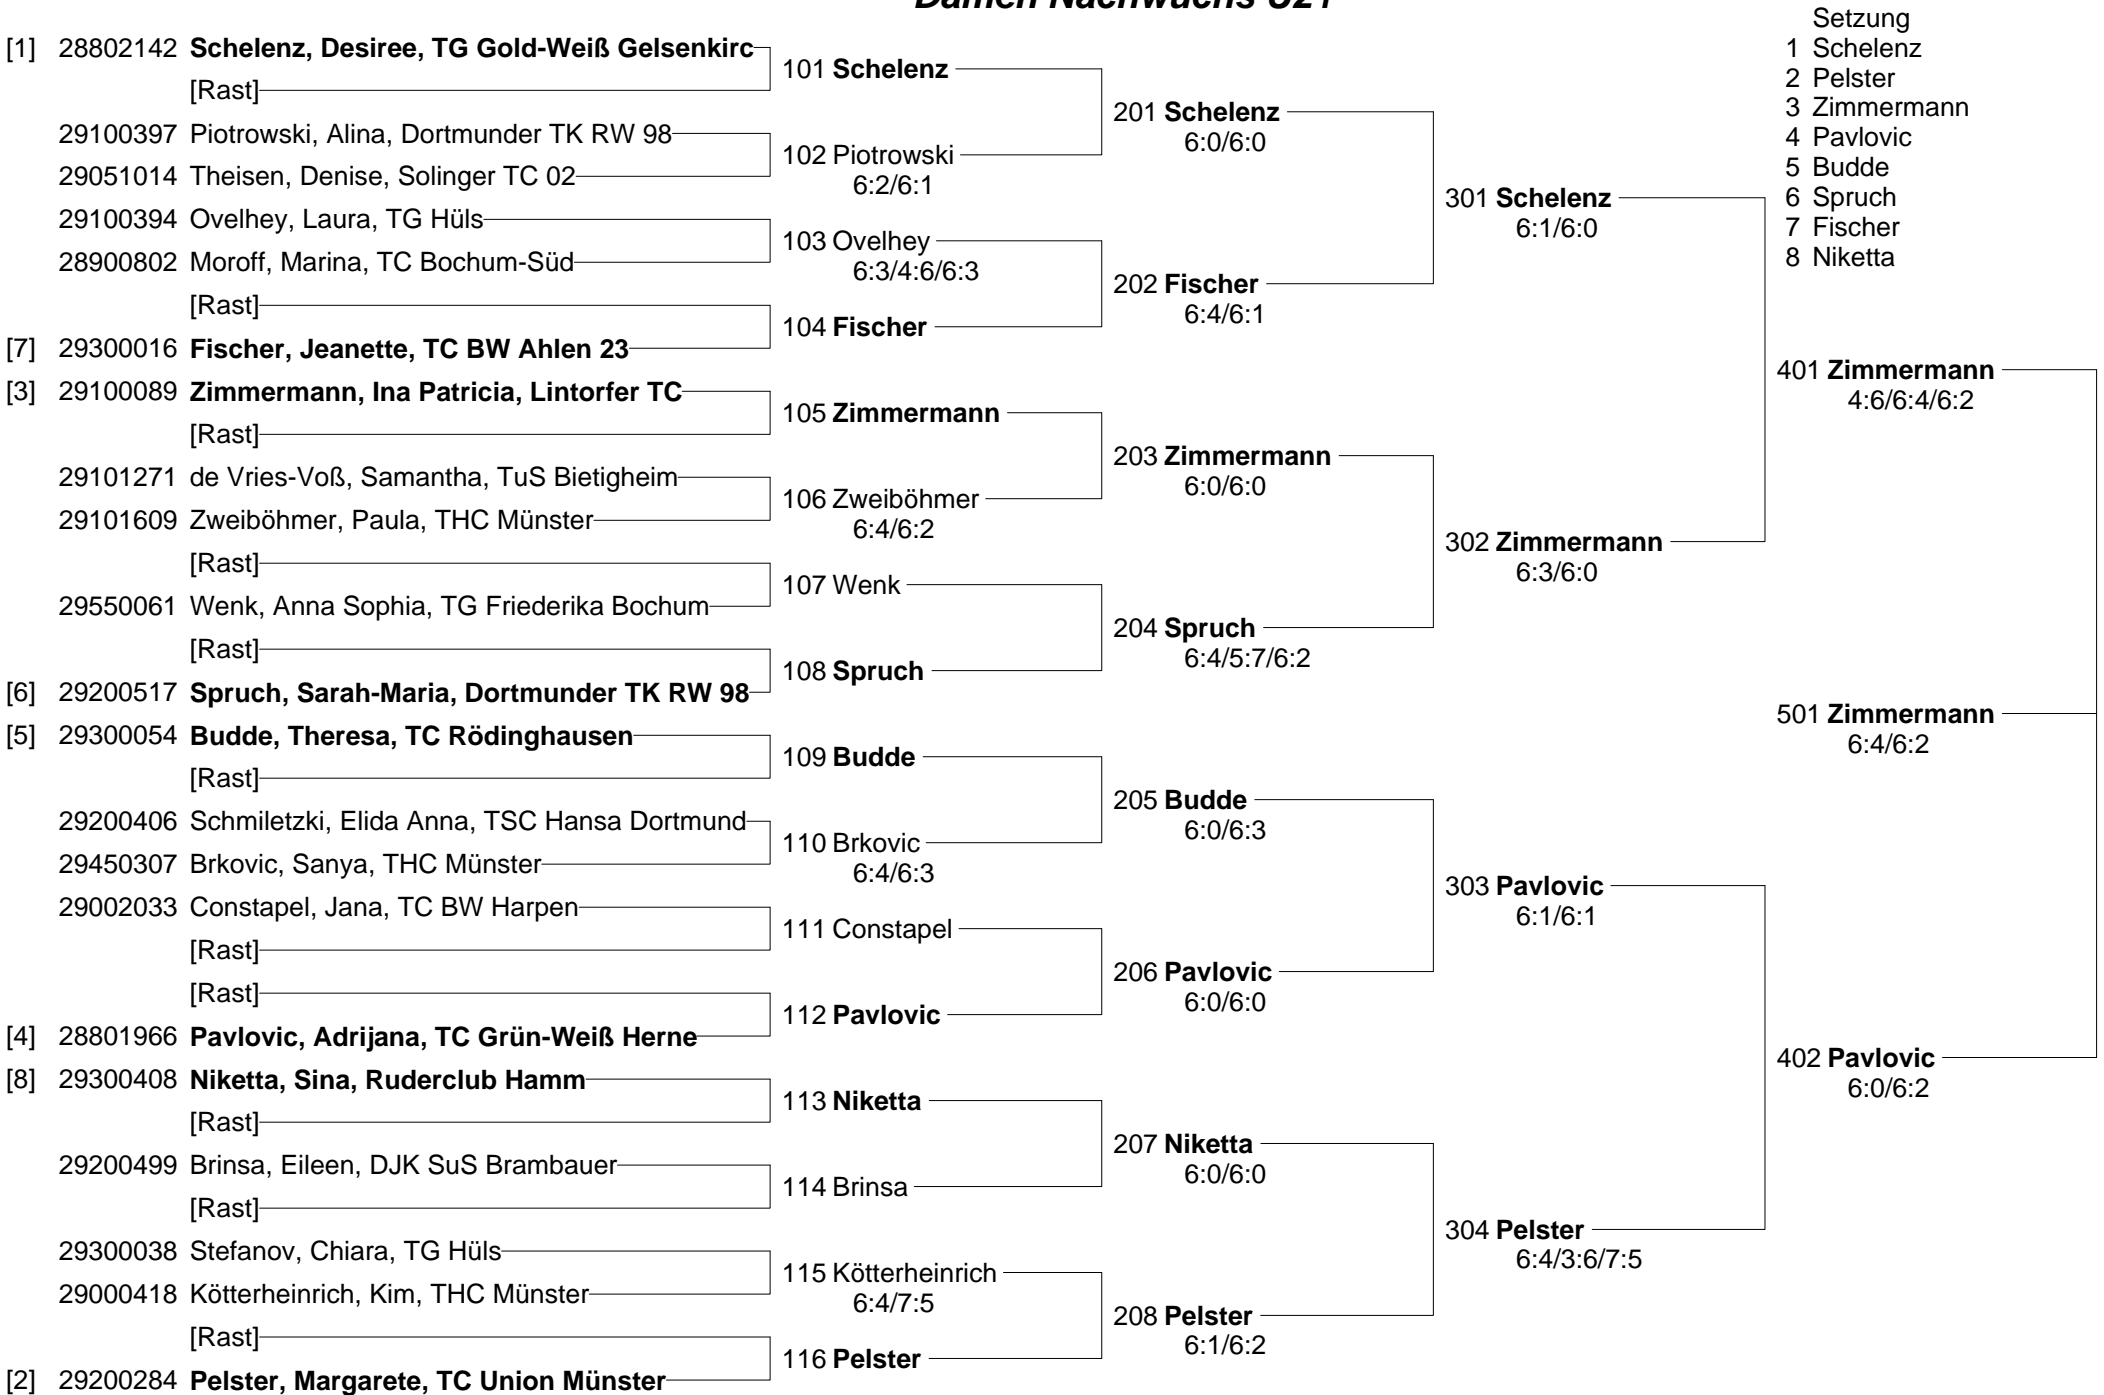 Damen Nachwuchs U21
Setzung
1 Schelenz
2 Pelster
3 Zimmermann
4 Pavlovic
5 Budde
6 Spruch
7 Fischer
8 Niketta
[1] 28802142 Schelenz, Desiree, TG Gold-Weiß Gelsenkirc
[Rast]
29100397 Piotrowski, Alina, Dortmunder TK RW 98
29051014 Theisen, Denise, Solinger TC 02
29100394 Ovelhey, Laura, TG Hüls
28900802 Moroff, Marina, TC Bochum-Süd
[Rast]
[7] 29300016 Fischer, Jeanette, TC BW Ahlen 23
[3] 29100089 Zimmermann, Ina Patricia, Lintorfer TC
[Rast]
29101271 de Vries-Voß, Samantha, TuS Bietigheim
29101609 Zweiböhmer, Paula, THC Münster
[Rast]
29550061 Wenk, Anna Sophia, TG Friederika Bochum
[Rast]
[6] 29200517 Spruch, Sarah-Maria, Dortmunder TK RW 98
[5] 29300054 Budde, Theresa, TC Rödinghausen
[Rast]
29200406 Schmiletzki, Elida Anna, TSC Hansa Dortmund
29450307 Brkovic, Sanya, THC Münster
29002033 Constapel, Jana, TC BW Harpen
[Rast]
[Rast]
[4] 28801966 Pavlovic, Adrijana, TC Grün-Weiß Herne
[8] 29300408 Niketta, Sina, Ruderclub Hamm
[Rast]
29200499 Brinsa, Eileen, DJK SuS Brambauer
[Rast]
29300038 Stefanov, Chiara, TG Hüls
29000418 Kötterheinrich, Kim, THC Münster
[Rast]
[2] 29200284 Pelster, Margarete, TC Union Münster
101 Schelenz
102 Piotrowski
6:2/6:1
103 Ovelhey
6:3/4:6/6:3
104 Fischer
105 Zimmermann
106 Zweiböhmer
6:4/6:2
107 Wenk
108 Spruch
109 Budde
110 Brkovic
6:4/6:3
111 Constapel
112 Pavlovic
113 Niketta
114 Brinsa
115 Kötterheinrich
6:4/7:5
116 Pelster
201 Schelenz
6:0/6:0
202 Fischer
6:4/6:1
203 Zimmermann
6:0/6:0
204 Spruch
6:4/5:7/6:2
205 Budde
6:0/6:3
206 Pavlovic
6:0/6:0
207 Niketta
6:0/6:0
208 Pelster
6:1/6:2
301 Schelenz
6:1/6:0
302 Zimmermann
6:3/6:0
303 Pavlovic
6:1/6:1
304 Pelster
6:4/3:6/7:5
401 Zimmermann
4:6/6:4/6:2
501 Zimmermann
6:4/6:2
402 Pavlovic
6:0/6:2